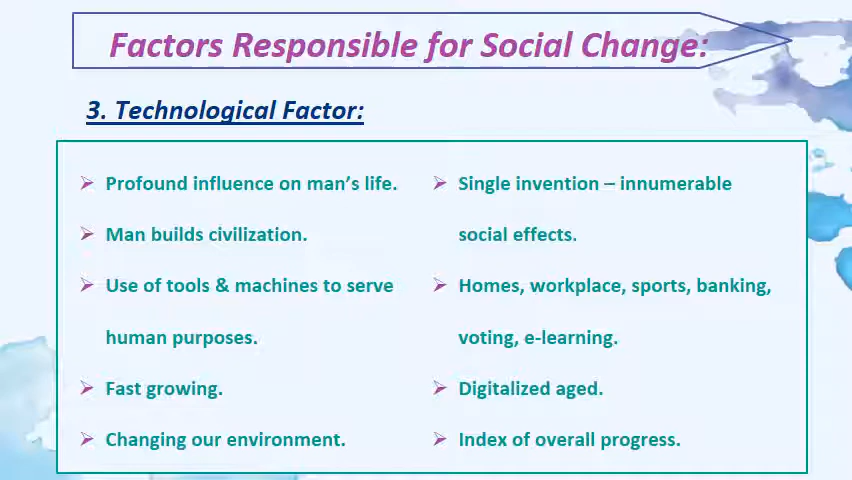 Factors Responsible for Social Change:
3. Technological Factor:
Profound influence on man's life.
Man builds civilization.
Use of tools & machines to serve
human purposes.
Fast growing.
Changing our environment.
Single invention – innumerable
social effects.
Homes, workplace, sports, banking,
voting, e-learning.
Digitalized aged.
Index of overall progress.